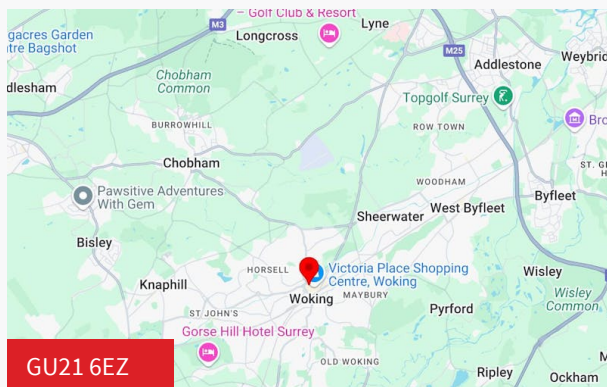 – Golf Club & Resort
Lyne
Longcross
M3
agacres Garden
tre Bagshot
M25
Weybrid
Addlestone
Chobham
Common
dlesham
Topgolf Surrey
Bro
BURROWHILL
ROW TOWN
Chobham
ST. G
WOODHAM
Pawsitive Adventures
With Gem
Byfleet
West Byfleet
Sheerwater
Bisley
HORSELL
Victoria Place Shopping
Centre, Woking
Wisley
Knaphill
MAYBURY
Woking
Wisley
Common
Pyrford
ST JOHN'S
Gorse Hill Hotel Surrey
GU21 6EZ
OLD WOKING
Ripley
Ockham